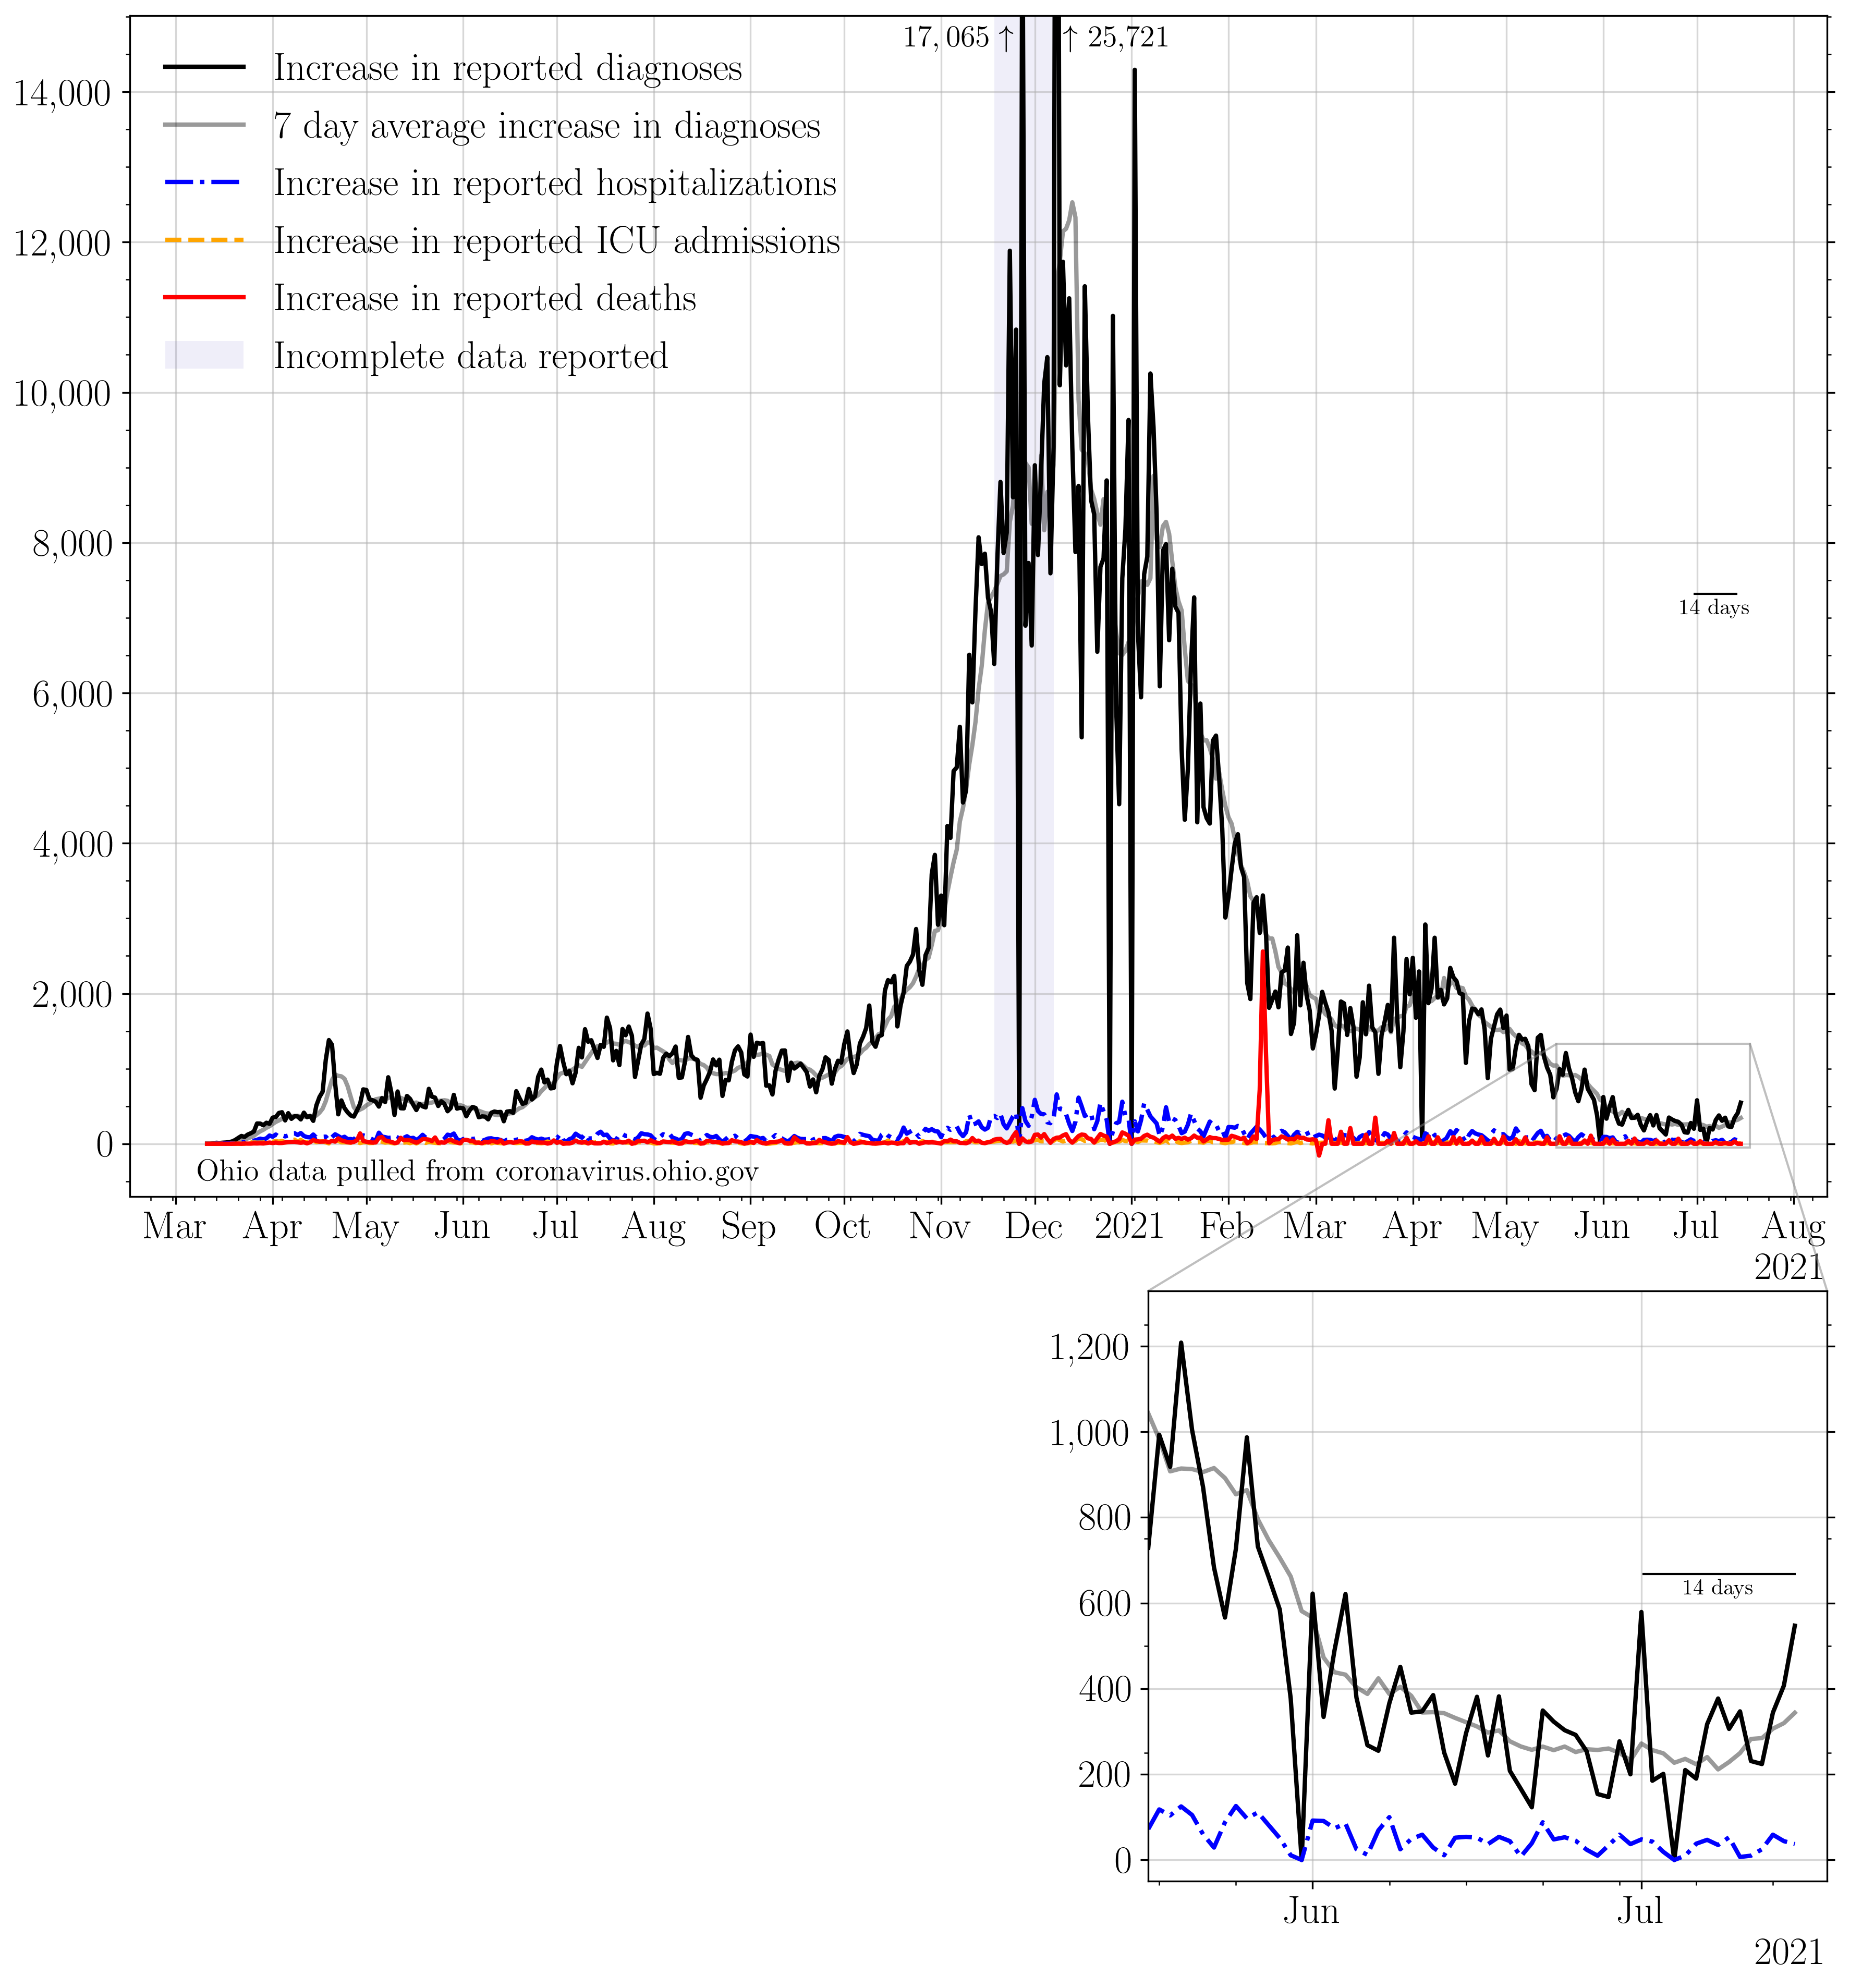 17,065 ↑ ↑ 25,721
Increase in reported diagnoses
7 day average increase in diagnoses
Increase in reported hospitalizations
Increase in reported ICU admissions
Increase in reported deaths
Incomplete data reported
14,000
12,000
10,000
8,000
6,000
4,000
2,000
0
14 days
Ohio data pulled from coronavirus.ohio.gov
Mar Apr May Jun Jul Aug Sep Oct Nov Dec 2021 Feb Mar Apr May Jun Jul Aug
2021
1,200
1,000
800
600
400
200
0
14 days
Jun Jul
2021